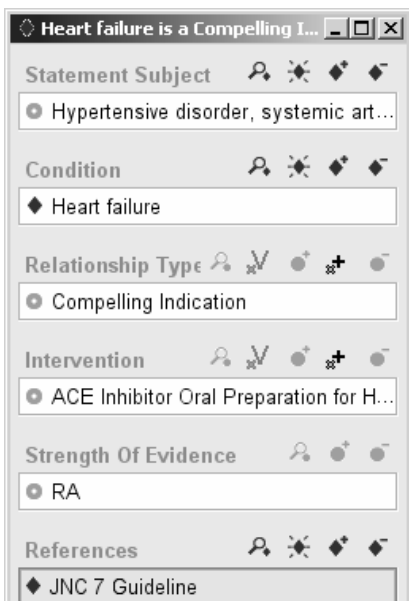 Heart failure is a Compelling I...
Statement Subject
Hypertensive disorder, systemic art...
Condition
Heart failure
Relationship Type
Compelling Indication
Intervention
ACE Inhibitor Oral Preparation for H...
Strength Of Evidence
RA
References
JNC 7 Guideline